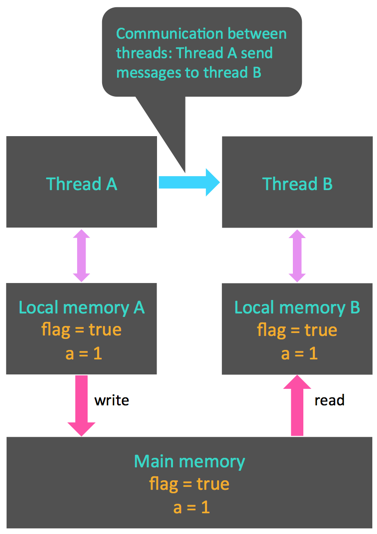 Communication between
threads: Thread A send
messages to thread B
Thread A
Thread B
Local memory A
flag = true
a = 1
Local memory B
flag = true
a = 1
write
read
Main memory
flag = true
a = 1